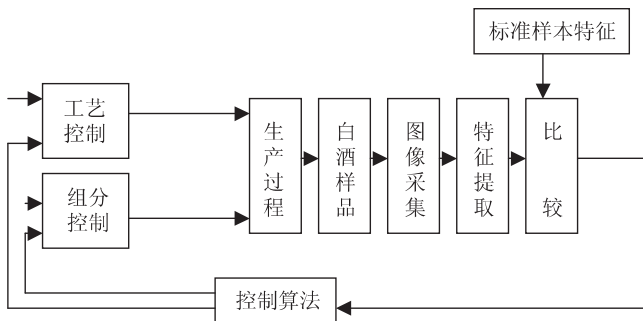 标准样本特征
工艺
控制
组分
控制
生产过程
白酒样品
图像采集
特征提取
比较
控制算法